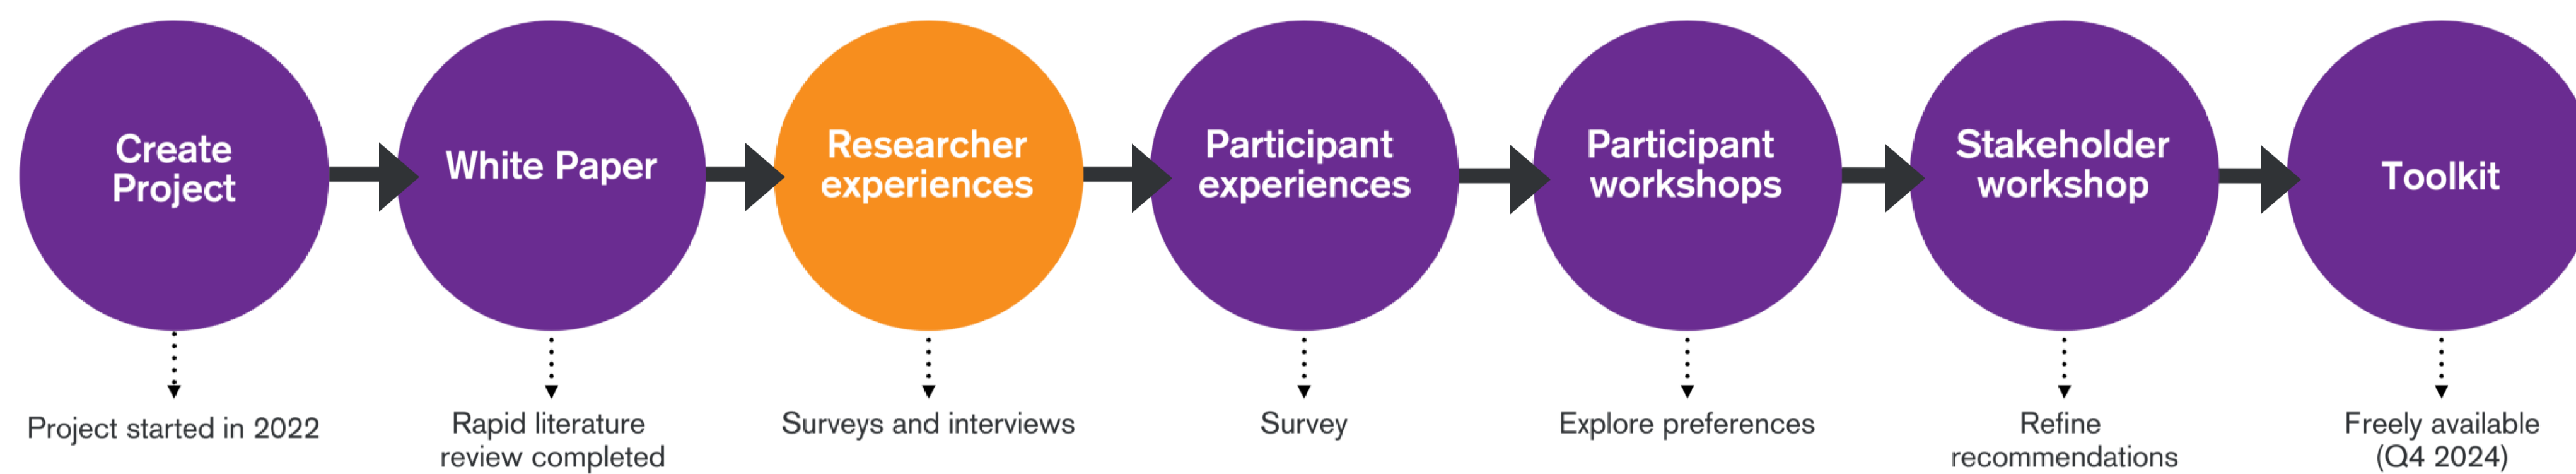 Create
Project
White Paper
Researcher
experiences
Participant
experiences
Participant
workshops
Stakeholder
workshop
Toolkit
Project started in 2022
Rapid literature
review completed
Surveys and interviews
Survey
Explore preferences
Refine
recommendations
Freely available
(Q4 2024)